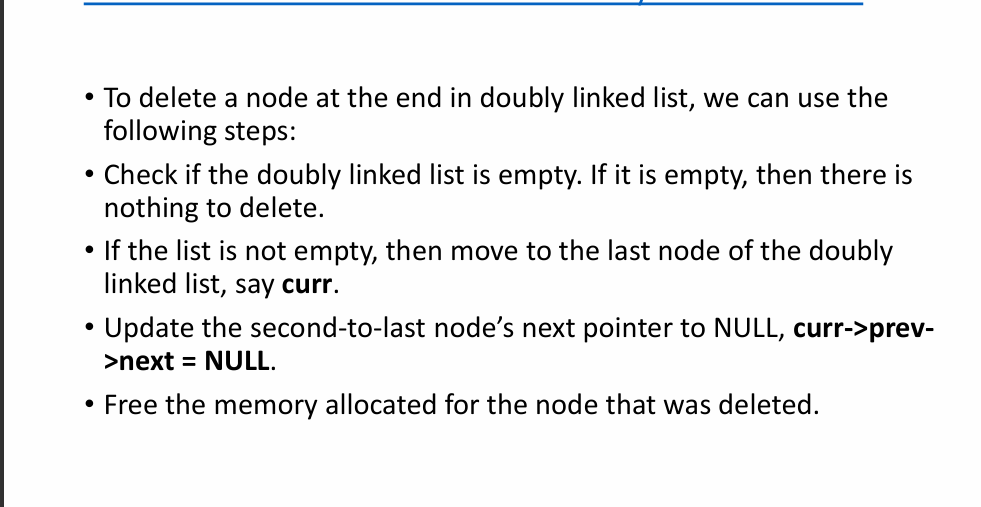 • To delete a node at the end in doubly linked list, we can use the
following steps:
• Check if the doubly linked list is empty. If it is empty, then there is
nothing to delete.
• If the list is not empty, then move to the last node of the doubly
linked list, say curr.
• Update the second-to-last node’s next pointer to NULL, curr->prev-
>next = NULL.
• Free the memory allocated for the node that was deleted.